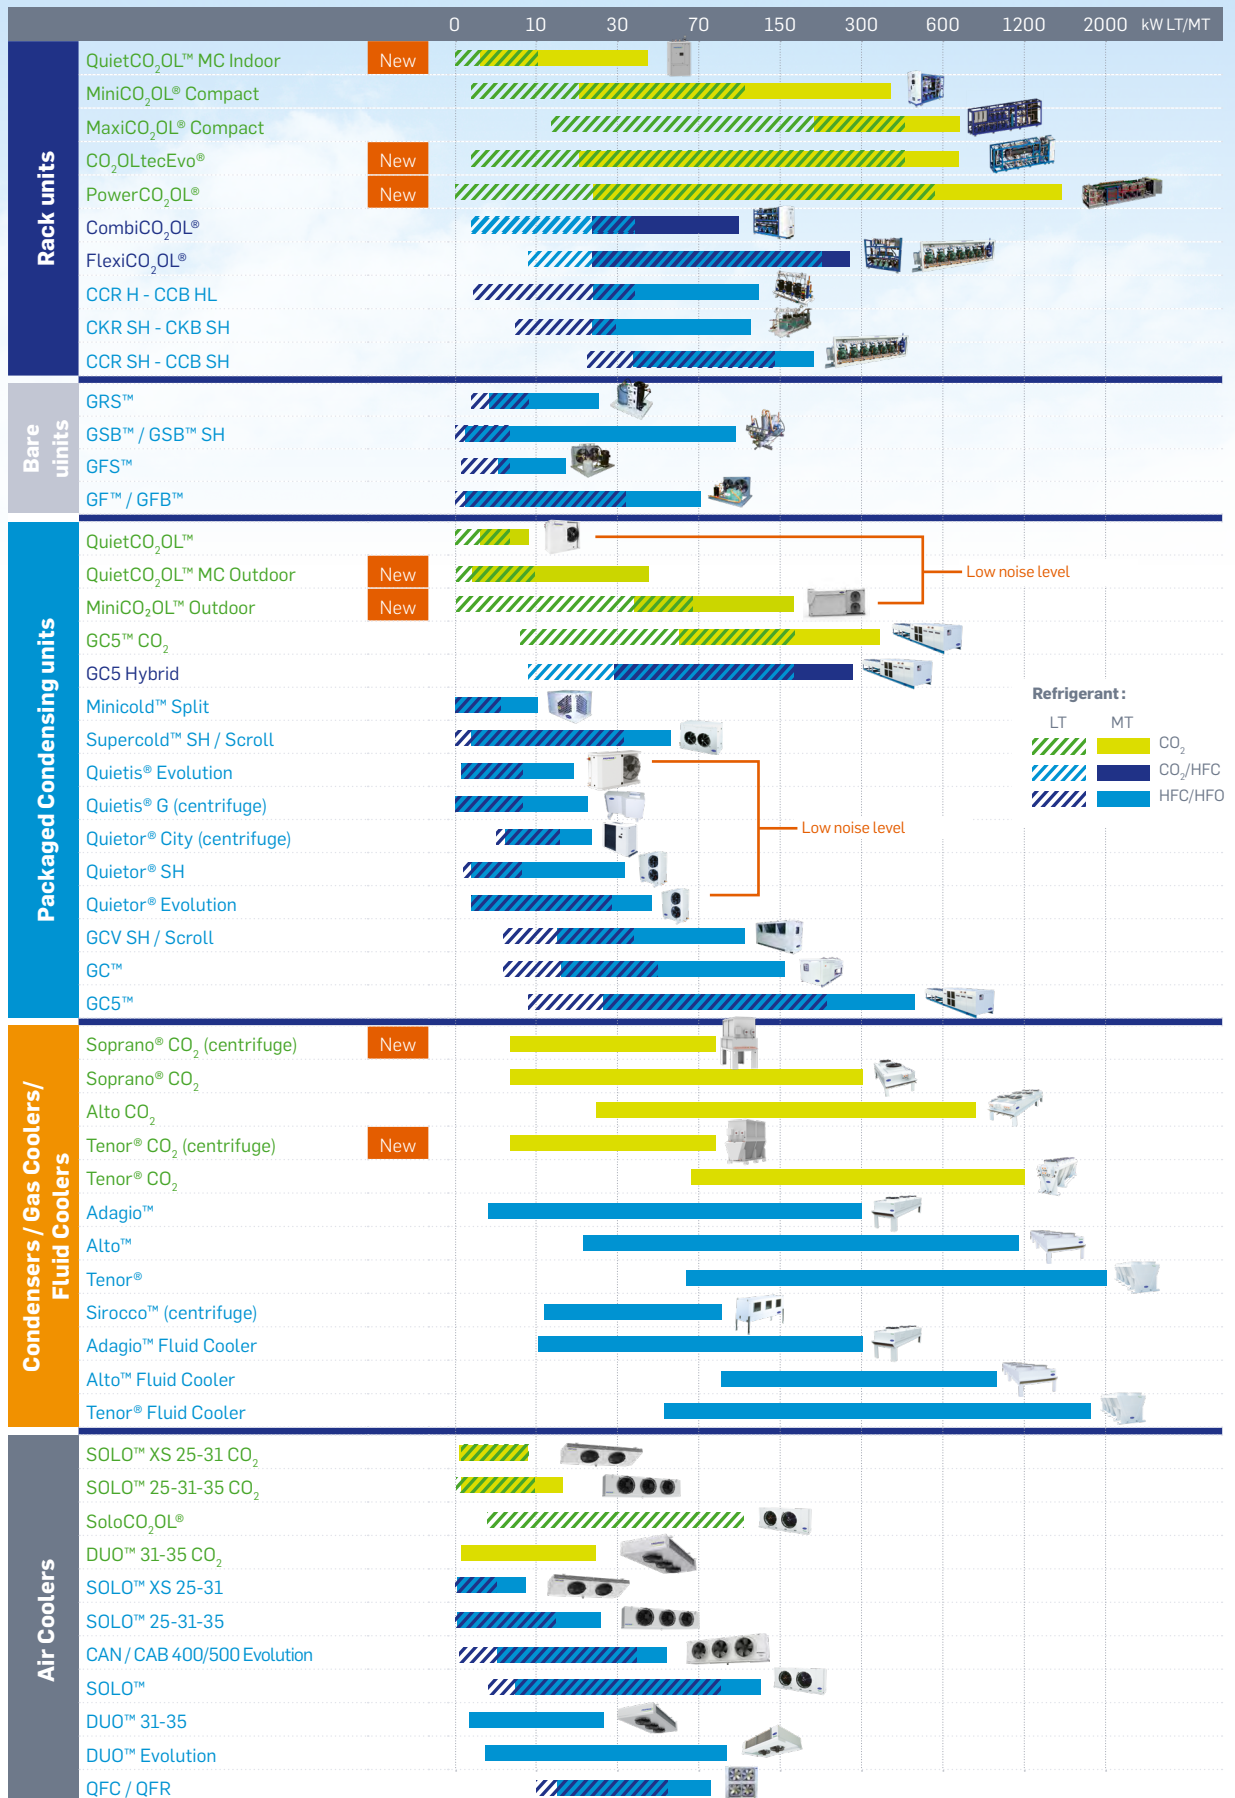 0 10 30 70 150 300 600 1200 2000 kW LT/MT
Rack units
QuietCO₂OL™ MC Indoor New
MiniCO₂OL® Compact
MaxiCO₂OL® Compact
CO₂OLtecEvo® New
PowerCO₂OL® New
CombiCO₂OL®
FlexiCO₂OL®
CCR H - CCB HL
CKR SH - CKB SH
CCR SH - CCB SH
Bare
uinits
GRS™
GSB™ / GSB™ SH
GFS™
GF™ / GFB™
Packaged Condensing units
QuietCO₂OL™
QuietCO₂OL™ MC Outdoor New
Low noise level
MiniCO₂OL™ Outdoor New
GC5™ CO₂
GC5 Hybrid
Minicold™ Split
Supercold™ SH / Scroll
Quietis® Evolution
Quietis® G (centrifuge)
Quietor® City (centrifuge)
Low noise level
Quietor® SH
Quietor® Evolution
GCV SH / Scroll
GC™
GC5™
Refrigerant :
LT MT
CO₂
CO₂/HFC
HFC/HFO
Condensers / Gas Coolers/
Fluid Coolers
Soprano® CO₂ (centrifuge) New
Soprano® CO₂
Alto CO₂
Tenor® CO₂ (centrifuge) New
Tenor® CO₂
Adagio™
Alto™
Tenor®
Sirocco™ (centrifuge)
Adagio™ Fluid Cooler
Alto™ Fluid Cooler
Tenor® Fluid Cooler
Air Coolers
SOLO™ XS 25-31 CO₂
SOLO™ 25-31-35 CO₂
SoloCO₂OL®
DUO™ 31-35 CO₂
SOLO™ XS 25-31
SOLO™ 25-31-35
CAN / CAB 400/500 Evolution
SOLO™
DUO™ 31-35
DUO™ Evolution
QFC / QFR